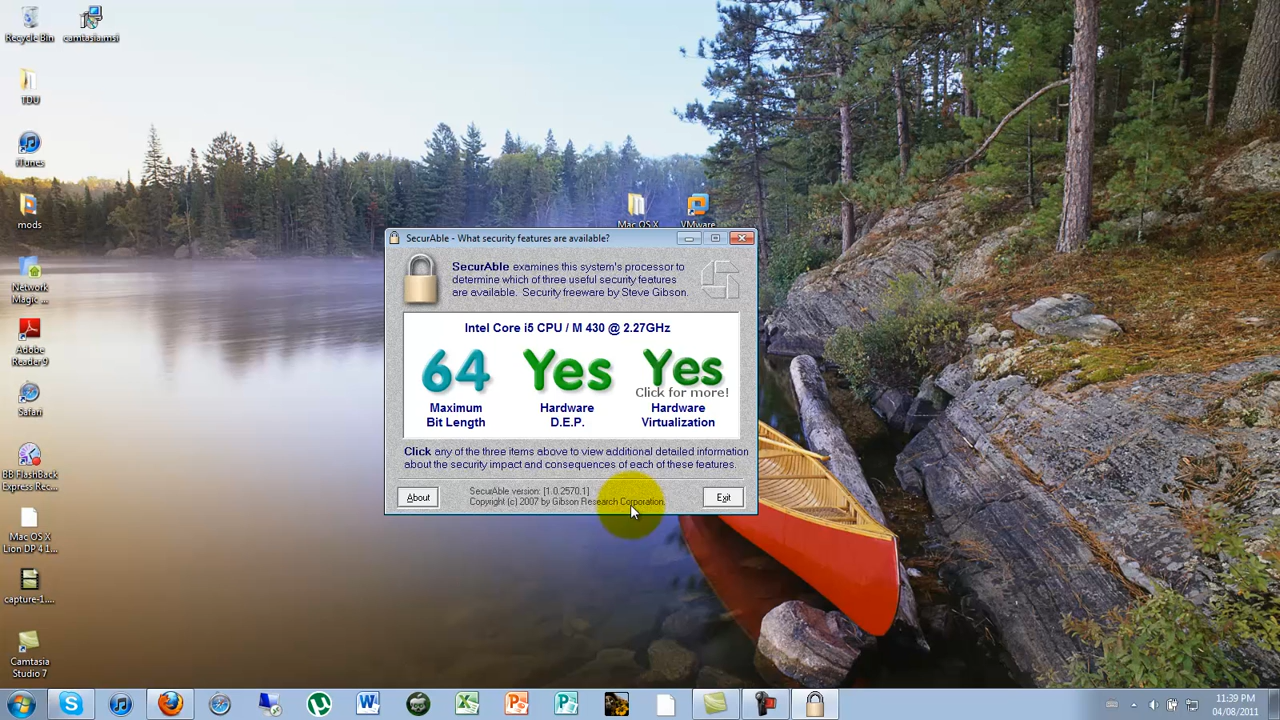 Recycle Bin
camtasia.msi
TDU
iTunes
mods
Network
Magic ...
Adobe
Reader 9
Safari
BB FlashBack
Express Rec...
Mac OS X
Lion DP 4 1...
capture-1....
Camtasia
Studio 7
Mac OS X
VMware
SecurAble - What security features are available?
SecurAble examines this system's processor to
determine which of three useful security features
are available. Security freeware by Steve Gibson.
Intel Core i5 CPU / M 430 @ 2.27GHz
64 Yes Yes
Click for more!
Maximum Hardware Hardware
Bit Length D.E.P. Virtualization
Click any of the three items above to view additional detailed information
about the security impact and consequences of each of these features.
About
SecurAble version: [1.0.2570.1]
Copyright (c) 2007 by Gibson Research Corporation.
Exit
11:39 PM
04/08/2011